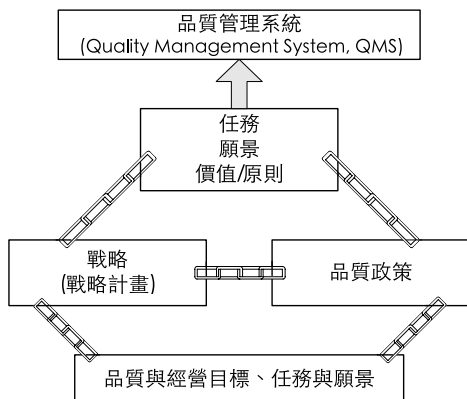 品質管理系統
(Quality Management System, QMS)
任務
願景
價值/原則
戰略
(戰略計畫)
品質政策
品質與經營目標、任務與願景